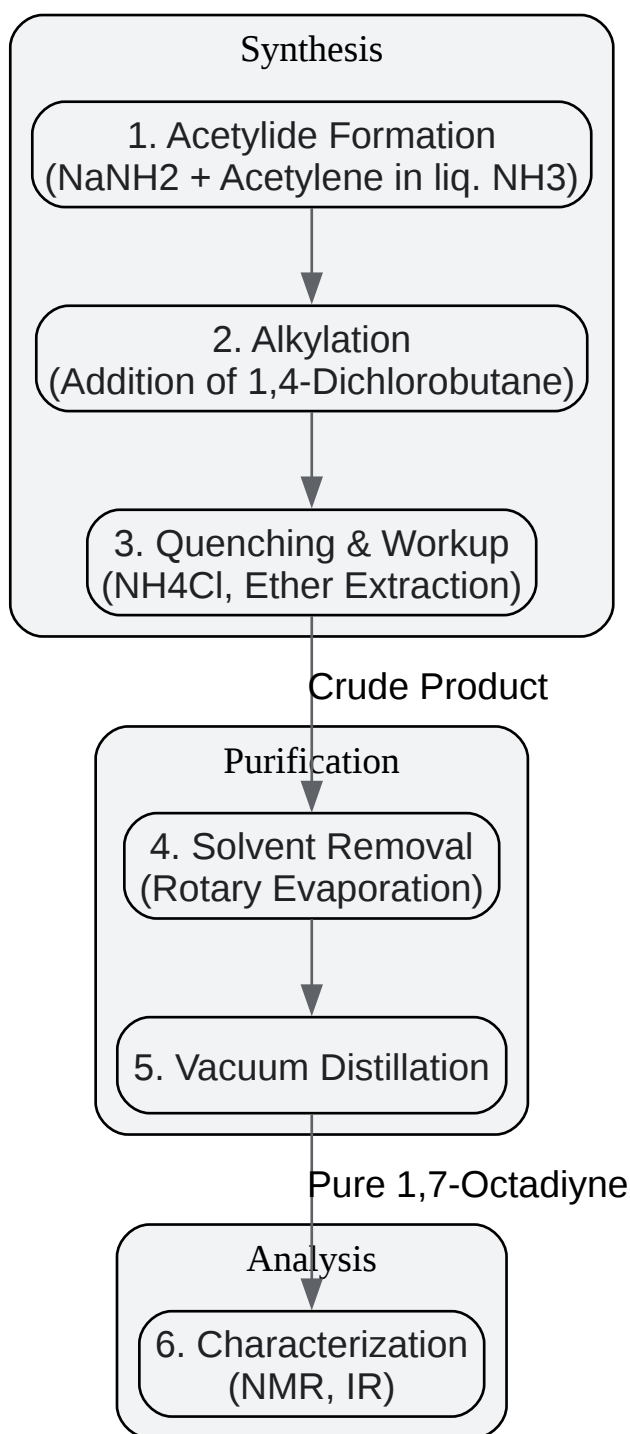 Synthesis
1. Acetylide Formation
(NaNH2 + Acetylene in liq. NH3)
2. Alkylation
(Addition of 1,4-Dichlorobutane)
3. Quenching & Workup
(NH4Cl, Ether Extraction)
Crude Product
Purification
4. Solvent Removal
(Rotary Evaporation)
5. Vacuum Distillation
Pure 1,7-Octadiyne
Analysis
6. Characterization
(NMR, IR)